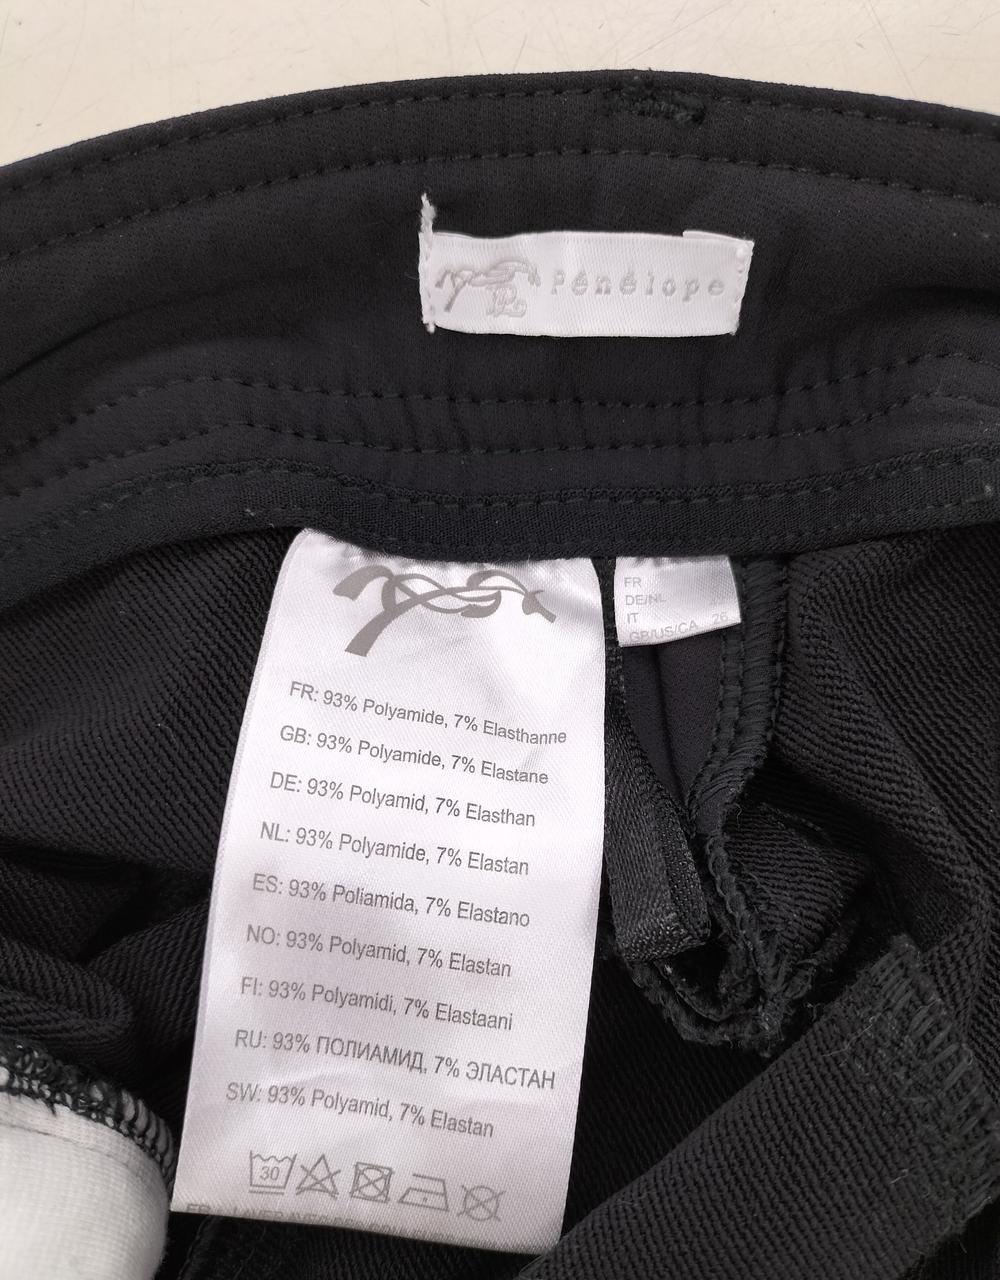 Pénélope
FR
DE/NL
IT
GB/US/CA 26
FR: 93% Polyamide, 7% Elasthanne
GB: 93% Polyamide, 7% Elastane
DE: 93% Polyamid, 7% Elasthan
NL: 93% Polyamide, 7% Elastan
ES: 93% Poliamida, 7% Elastano
NO: 93% Polyamid, 7% Elastan
FI: 93% Polyamidi, 7% Elastaani
RU: 93% ПОЛИАМИД, 7% ЭЛАСТАН
SW: 93% Polyamid, 7% Elastan
30